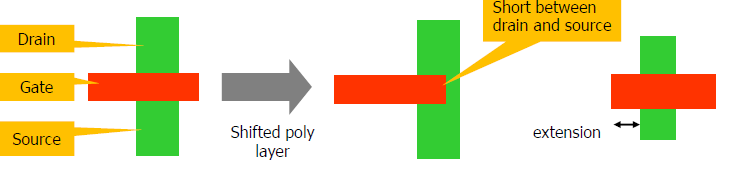 Drain
Gate
Source
Shifted poly
layer
Short between
drain and source
extension